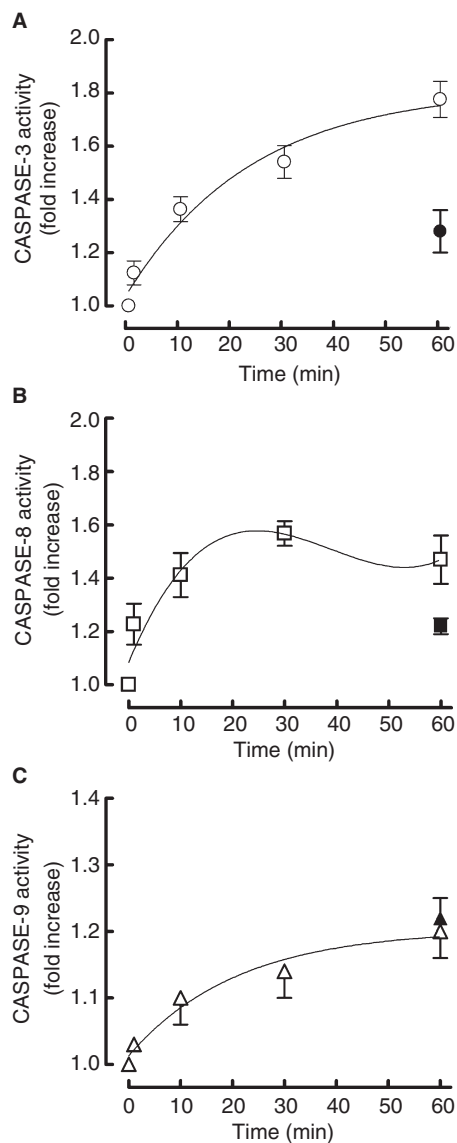 A
CASPASE-3 activity
(fold increase)
2.0
1.8
1.6
1.4
1.2
1.0
0 10 20 30 40 50 60
Time (min)
B
CASPASE-8 activity
(fold increase)
2.0
1.8
1.6
1.4
1.2
1.0
0 10 20 30 40 50 60
Time (min)
C
CASPASE-9 activity
(fold increase)
1.4
1.3
1.2
1.1
1.0
0 10 20 30 40 50 60
Time (min)